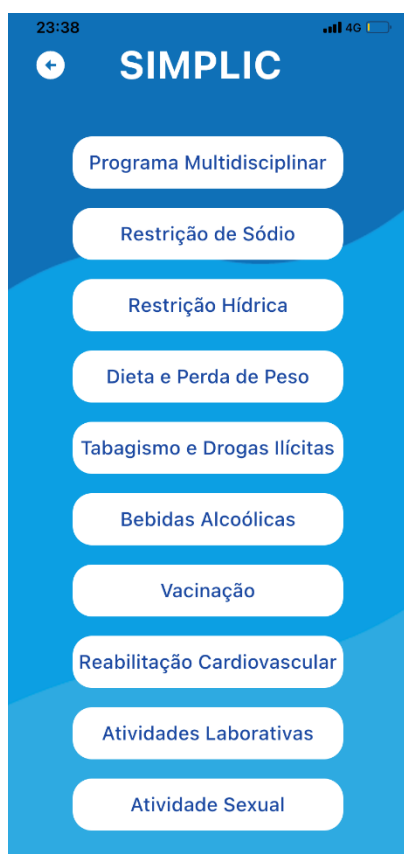 23:38
4G
SIMPLIC
Programa Multidisciplinar
Restrição de Sódio
Restrição Hídrica
Dieta e Perda de Peso
Tabagismo e Drogas Ilícitas
Bebidas Alcoólicas
Vacinação
Reabilitação Cardiovascular
Atividades Laborativas
Atividade Sexual